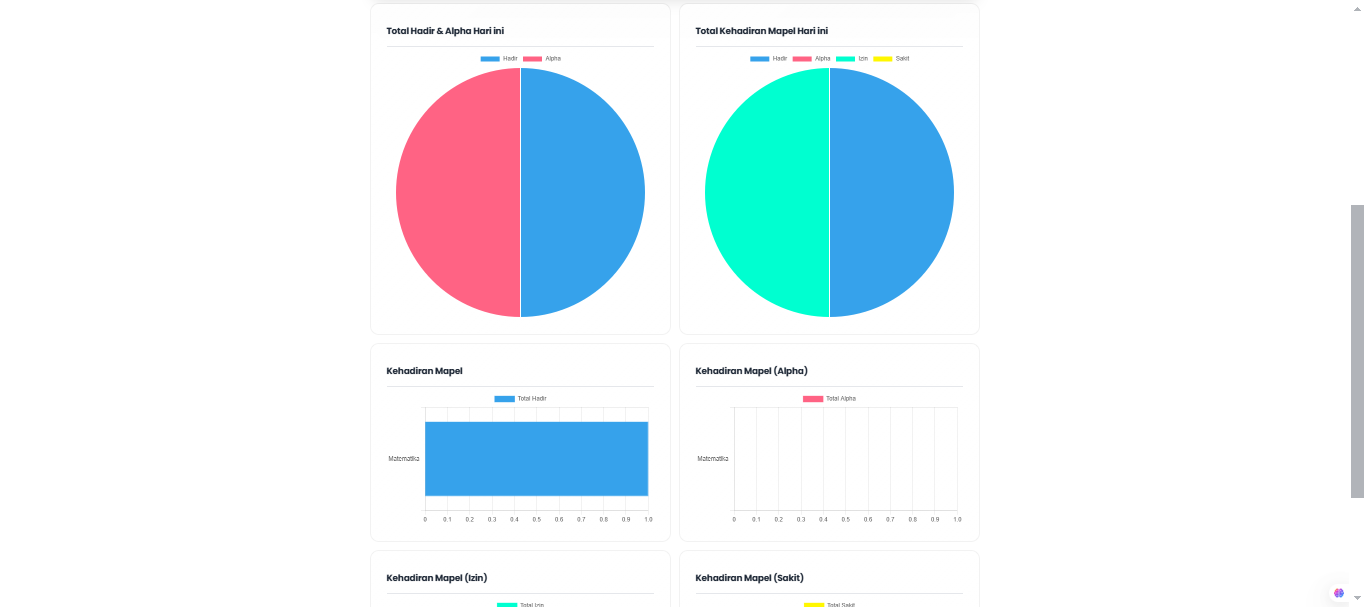 Total Hadir & Alpha Hari ini
Hadir Alpha
Total Kehadiran Mapel Hari ini
Hadir Alpha Izin Sakit
Kehadiran Mapel
Total Hadir
Matematika
0 0.1 0.2 0.3 0.4 0.5 0.6 0.7 0.8 0.9 1.0
Kehadiran Mapel (Alpha)
Total Alpha
Matematika
0 0.1 0.2 0.3 0.4 0.5 0.6 0.7 0.8 0.9 1.0
Kehadiran Mapel (Izin)
Total Izin
Kehadiran Mapel (Sakit)
Total Sakit